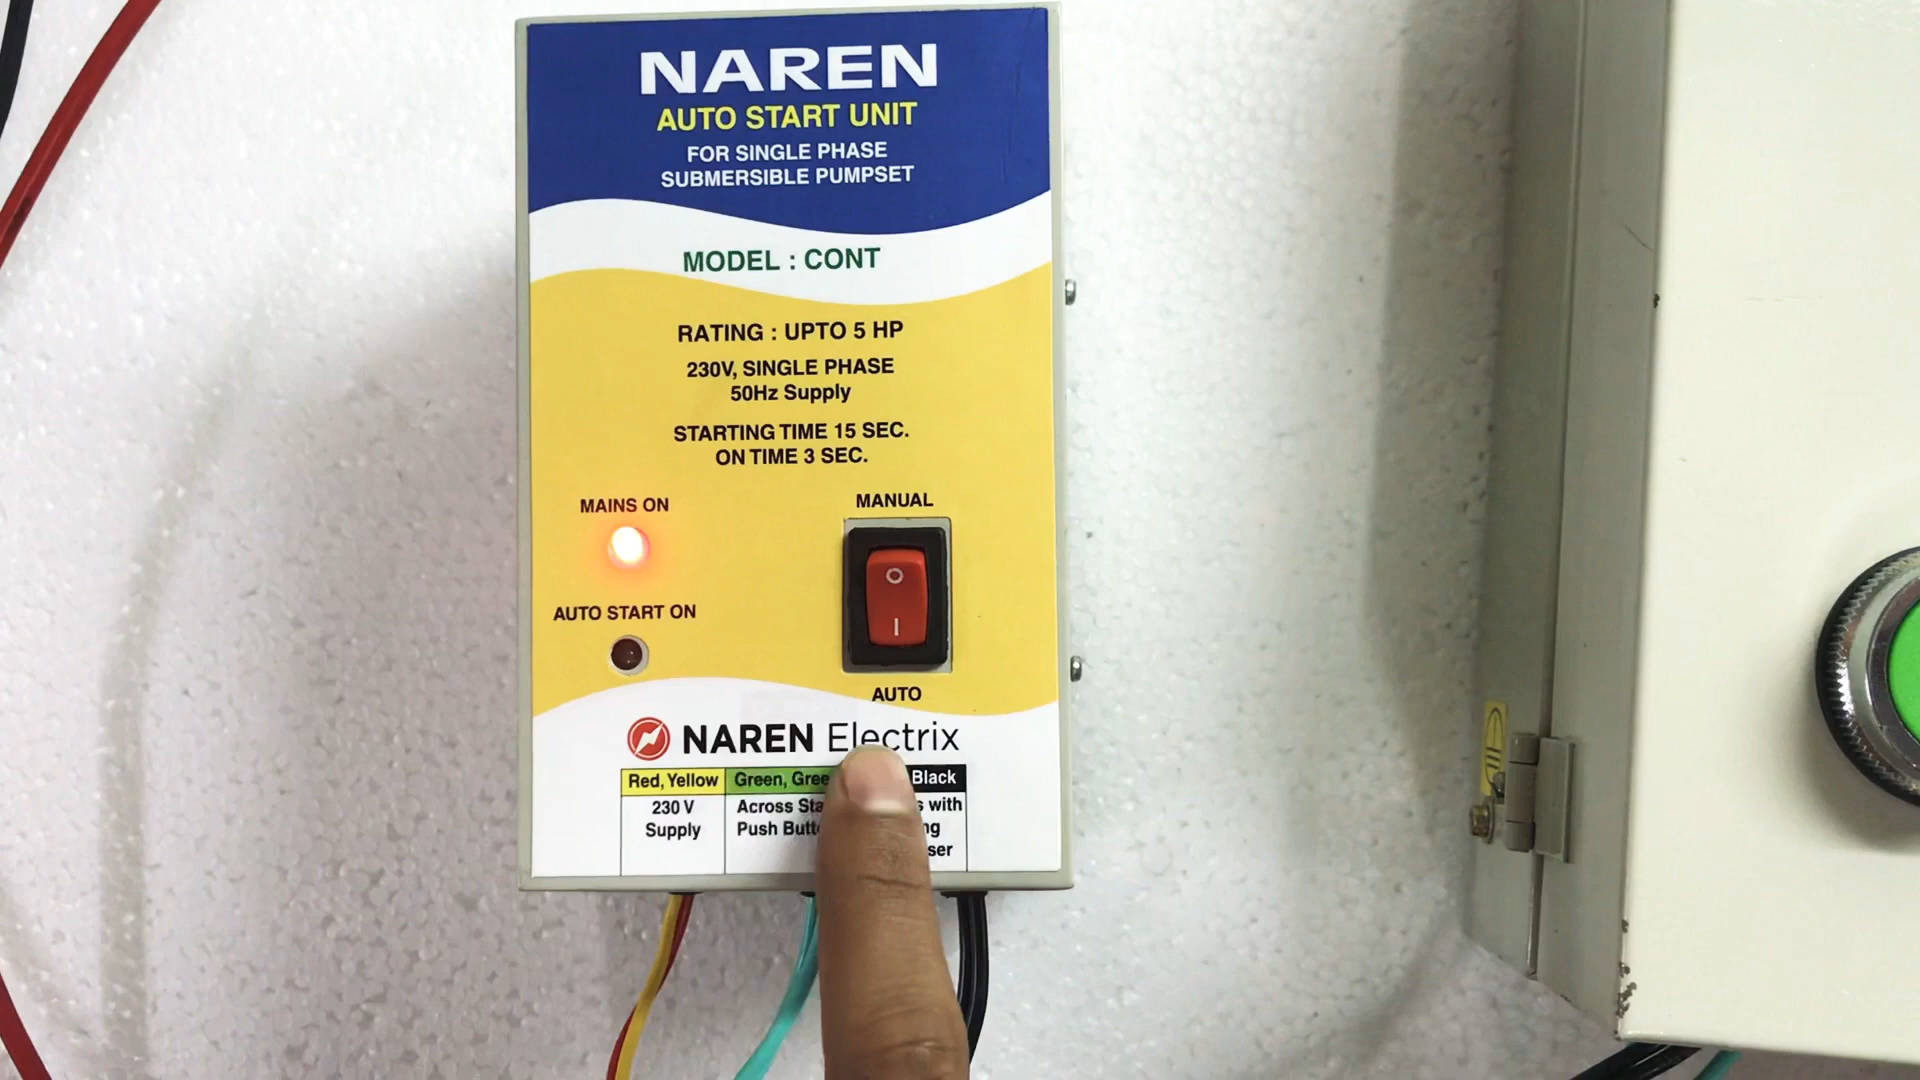 NAREN
AUTO START UNIT
FOR SINGLE PHASE
SUBMERSIBLE PUMPSET
MODEL : CONT
RATING : UPTO 5 HP
230V, SINGLE PHASE
50Hz Supply
STARTING TIME 15 SEC.
ON TIME 3 SEC.
MAINS ON
MANUAL
AUTO START ON
AUTO
NAREN Electrix
Red, Yellow Green, Black
230 V Across with
Supply Push